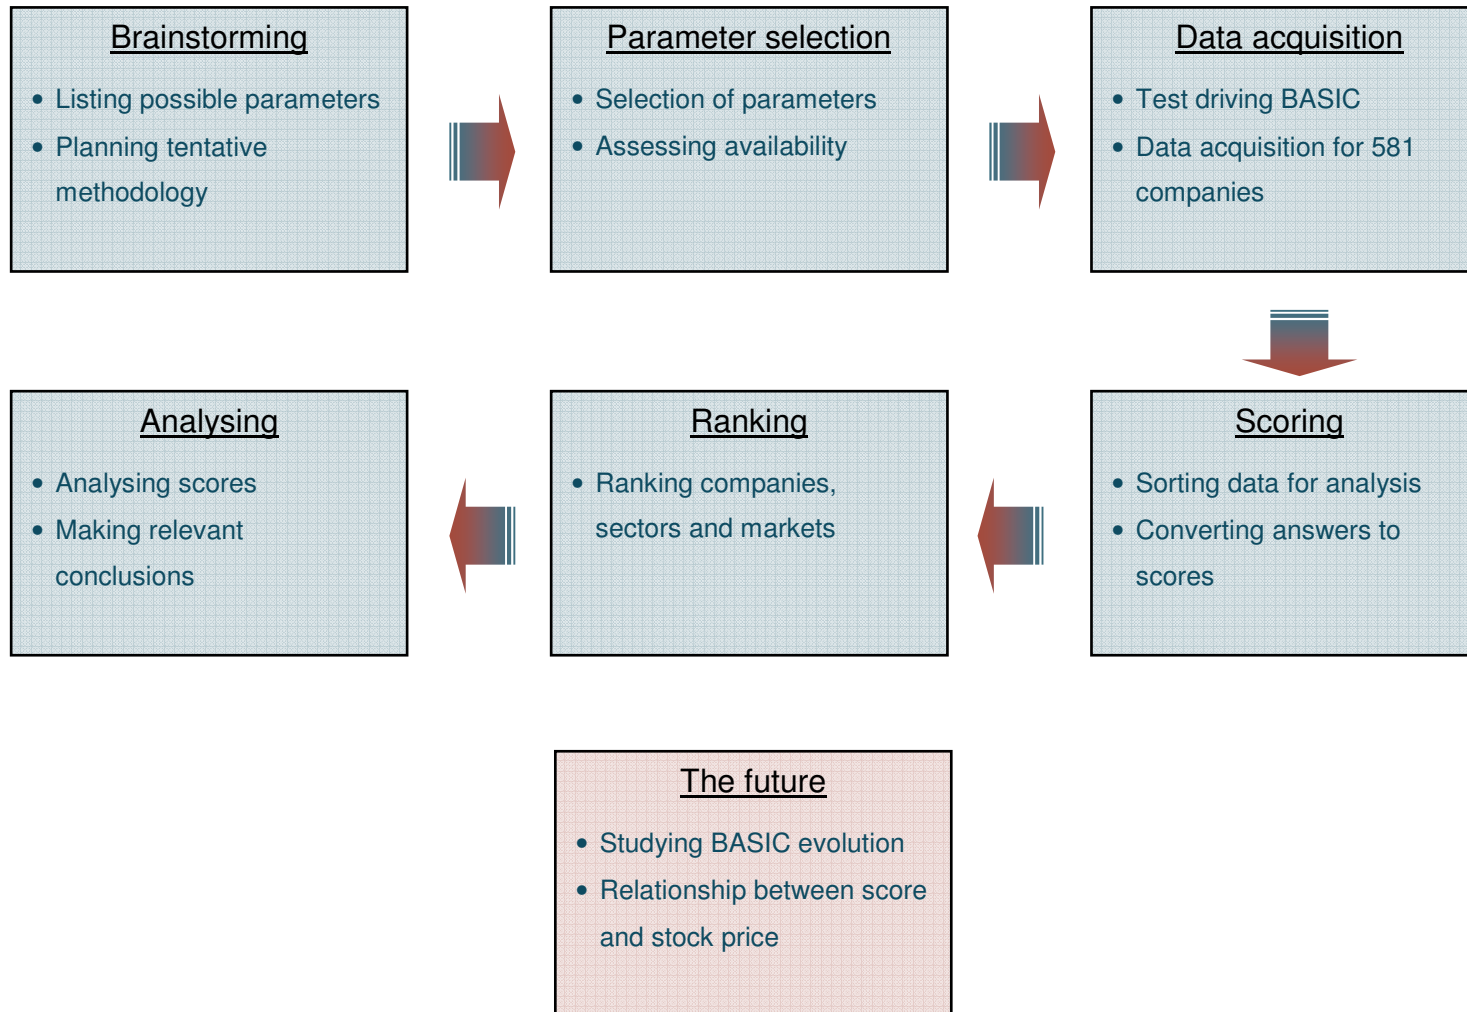 Brainstorming
• Listing possible parameters
• Planning tentative
methodology
Parameter selection
• Selection of parameters
• Assessing availability
Data acquisition
• Test driving BASIC
• Data acquisition for 581
companies
Scoring
• Sorting data for analysis
• Converting answers to
scores
Ranking
• Ranking companies,
sectors and markets
Analysing
• Analysing scores
• Making relevant
conclusions
The future
• Studying BASIC evolution
• Relationship between score
and stock price